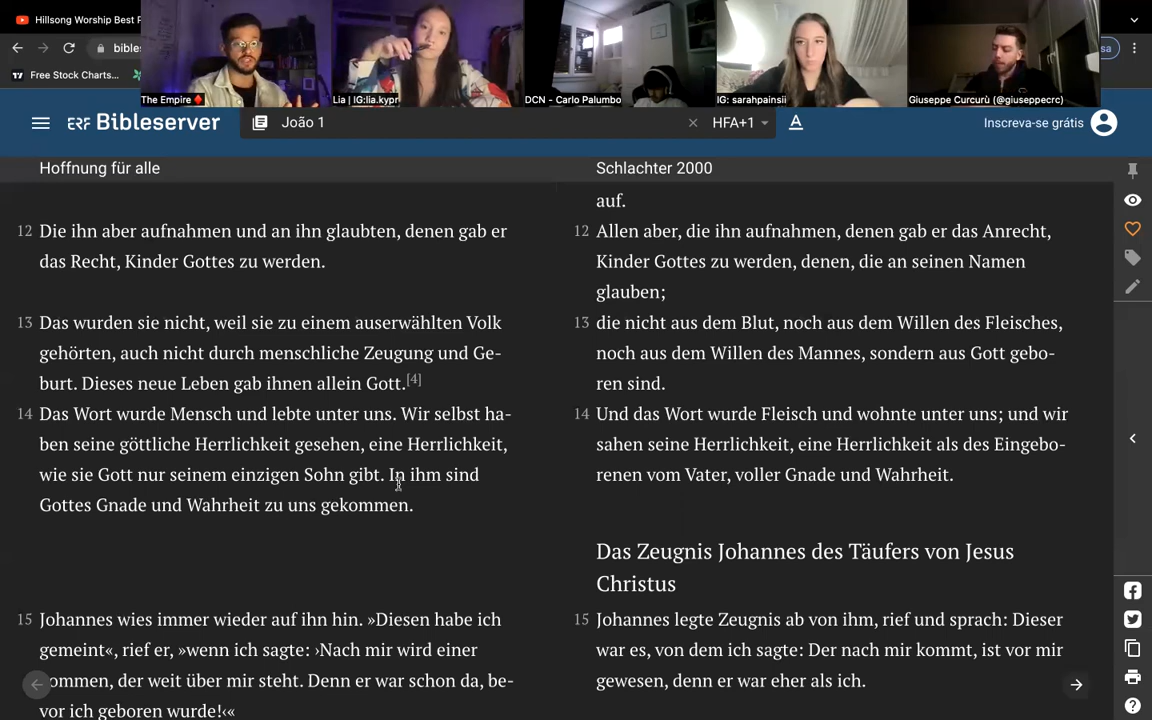 Hillsong Worship Best P
bibles
sa
Free Stock Charts...
The Empire
Lia | IG:lia.kypr
DCN - Carlo Palumbo
IG: sarahpainsii
Giuseppe Curcurù (@giuseppecrc)
ERF Bibleserver
João 1
HFA+1
A
Inscreva-se grátis
Hoffnung für alle
12 Die ihn aber aufnahmen und an ihn glaubten, denen gab er
das Recht, Kinder Gottes zu werden.
13 Das wurden sie nicht, weil sie zu einem auserwählten Volk
gehörten, auch nicht durch menschliche Zeugung und Ge-
burt. Dieses neue Leben gab ihnen allein Gott.[4]
14 Das Wort wurde Mensch und lebte unter uns. Wir selbst ha-
ben seine göttliche Herrlichkeit gesehen, eine Herrlichkeit,
wie sie Gott nur seinem einzigen Sohn gibt. In ihm sind
Gottes Gnade und Wahrheit zu uns gekommen.
15 Johannes wies immer wieder auf ihn hin. »Diesen habe ich
gemeint«, rief er, »wenn ich sagte: ›Nach mir wird einer
ommen, der weit über mir steht. Denn er war schon da, be-
vor ich geboren wurde!‹«
Schlachter 2000
auf.
12 Allen aber, die ihn aufnahmen, denen gab er das Anrecht,
Kinder Gottes zu werden, denen, die an seinen Namen
glauben;
13 die nicht aus dem Blut, noch aus dem Willen des Fleisches,
noch aus dem Willen des Mannes, sondern aus Gott gebo-
ren sind.
14 Und das Wort wurde Fleisch und wohnte unter uns; und wir
sahen seine Herrlichkeit, eine Herrlichkeit als des Eingebo-
renen vom Vater, voller Gnade und Wahrheit.
Das Zeugnis Johannes des Täufers von Jesus
Christus
15 Johannes legte Zeugnis ab von ihm, rief und sprach: Dieser
war es, von dem ich sagte: Der nach mir kommt, ist vor mir
gewesen, denn er war eher als ich.